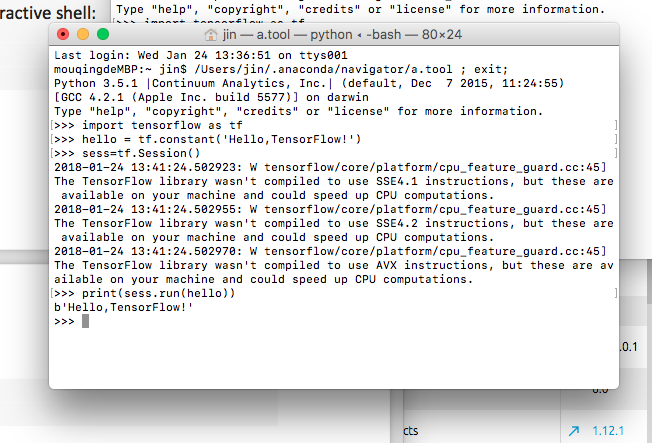 ractive shell:
Type "help", "copyright", "credits" or "license" for more information.
>>> import tensorflow as tf
jin — a.tool — python ◂ -bash — 80×24
Last login: Wed Jan 24 13:36:51 on ttys001
mouqingdeMBP:~ jin$ /Users/jin/.anaconda/navigator/a.tool ; exit;
Python 3.5.1 |Continuum Analytics, Inc.| (default, Dec  7 2015, 11:24:55)
[GCC 4.2.1 (Apple Inc. build 5577)] on darwin
Type "help", "copyright", "credits" or "license" for more information.
[>>> import tensorflow as tf ]
[>>> hello = tf.constant('Hello,TensorFlow!') ]
[>>> sess=tf.Session() ]
2018-01-24 13:41:24.502923: W tensorflow/core/platform/cpu_feature_guard.cc:45]
The TensorFlow library wasn't compiled to use SSE4.1 instructions, but these are
 available on your machine and could speed up CPU computations.
2018-01-24 13:41:24.502955: W tensorflow/core/platform/cpu_feature_guard.cc:45]
The TensorFlow library wasn't compiled to use SSE4.2 instructions, but these are
 available on your machine and could speed up CPU computations.
2018-01-24 13:41:24.502970: W tensorflow/core/platform/cpu_feature_guard.cc:45]
The TensorFlow library wasn't compiled to use AVX instructions, but these are av
ailable on your machine and could speed up CPU computations.
[>>> print(sess.run(hello)) ]
b'Hello,TensorFlow!'
>>>
.0.1
cts
1.12.1